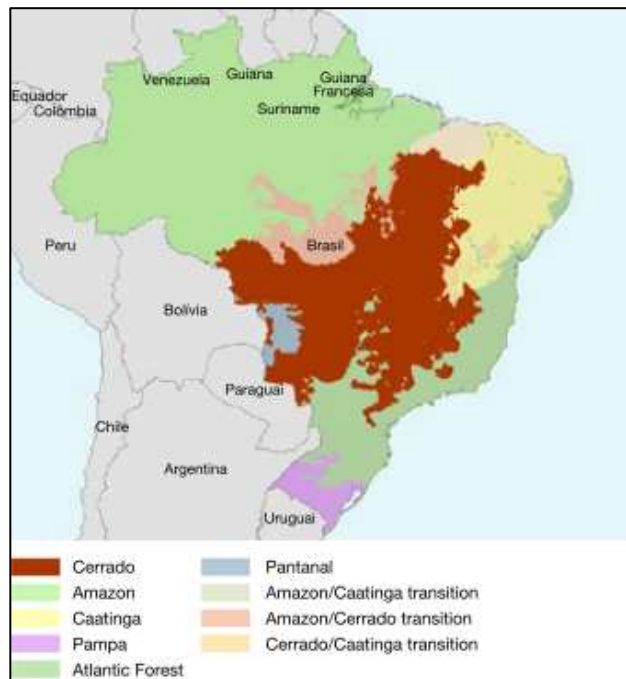 Venezuela
Guiana
Guiana
Francesa
Suriname
Equador
Colômbia
Peru
Brasil
Bolívia
Paraguai
Chile
Argentina
Uruguai
Cerrado
Pantanal
Amazon
Amazon/Caatinga transition
Caatinga
Amazon/Cerrado transition
Pampa
Cerrado/Caatinga transition
Atlantic Forest